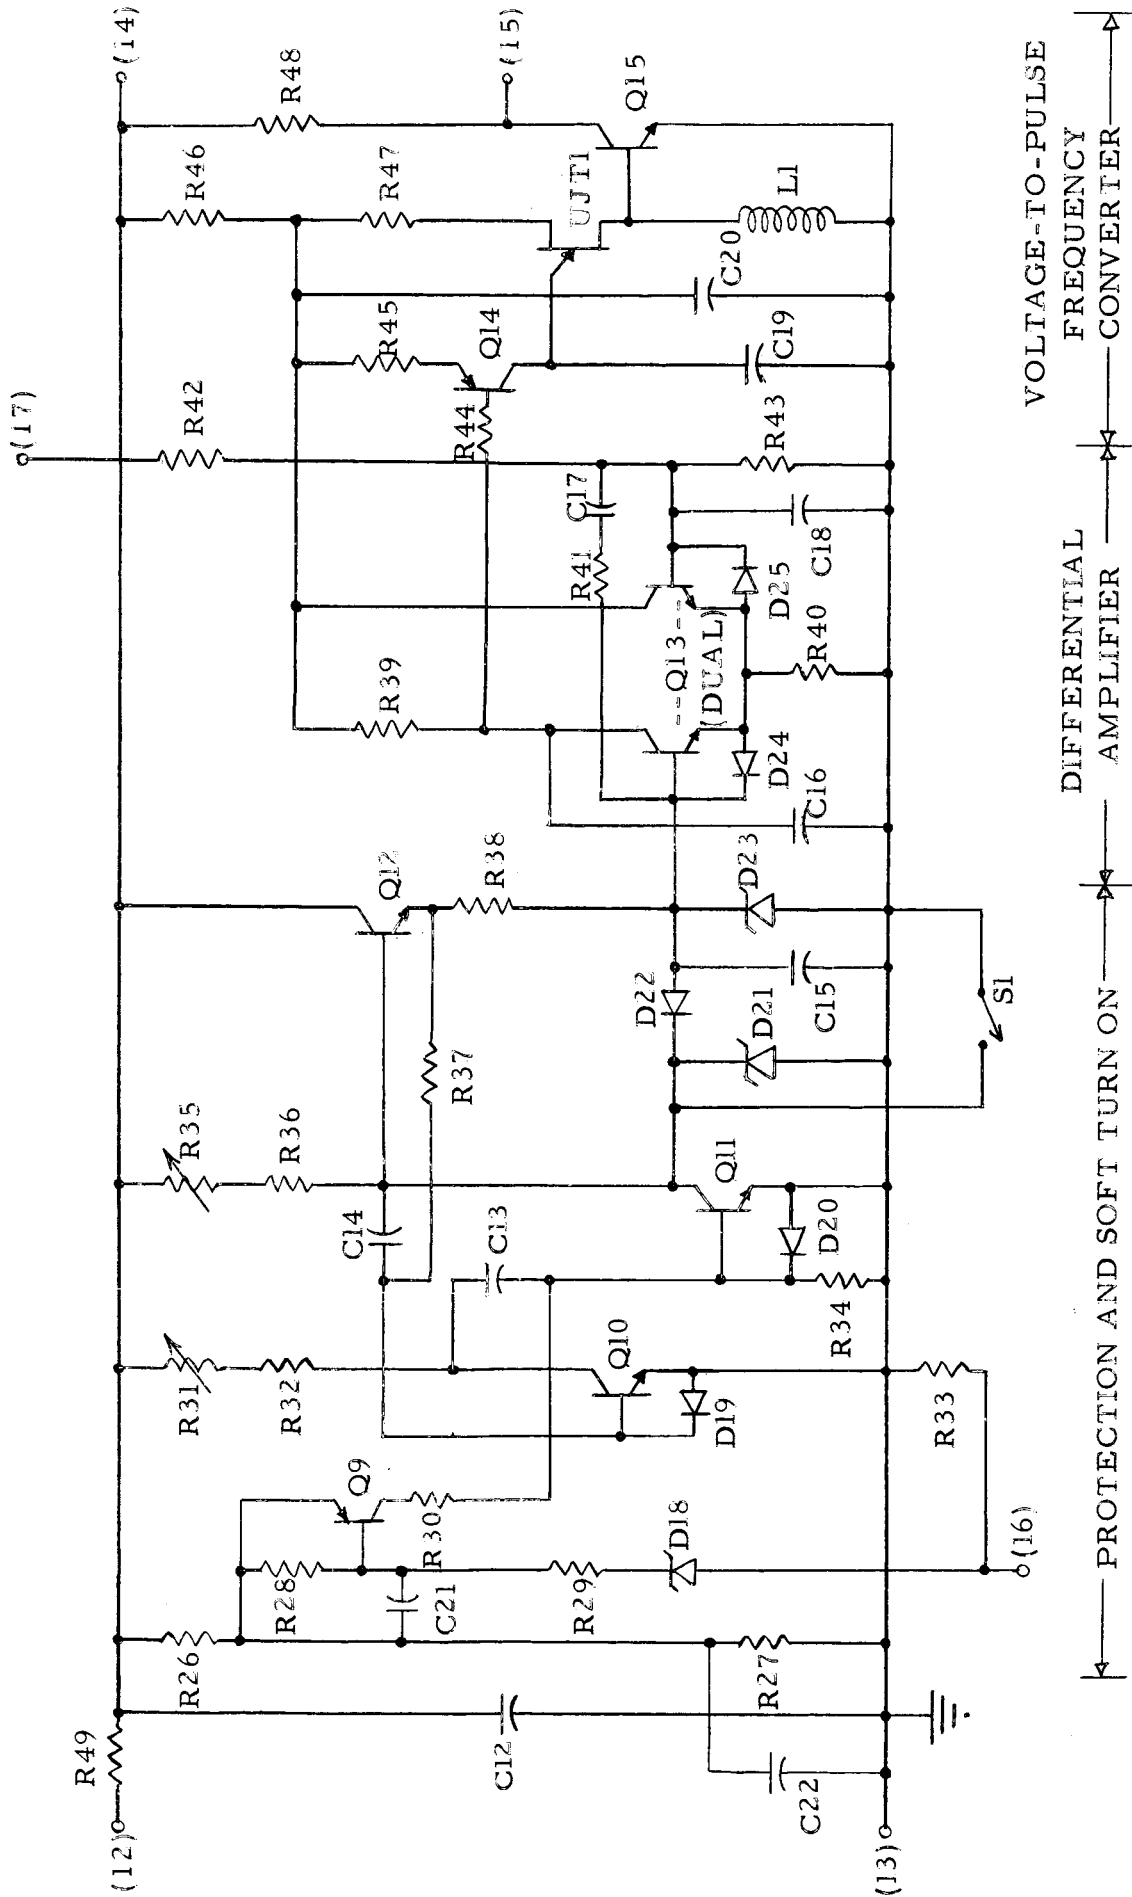 (12)
R49
(14)
(17)
R26
R31
R35
R46
R48
R42
(15)
R28
Q9
R32
R36
C14
Q12
R39
R45
R47
UJT1
Q15
C21
R30
C13
R37
R38
R44
Q14
R29
Q10
C12
D18
D19
Q11
D22
R41
C17
--Q13--
(DUAL)
C20
L1
R27
C22
R34
D20
D21
C15
D23
C16
D24
R40
D25
C18
R43
C19
(13)
R33
(16)
S1
PROTECTION AND SOFT TURN ON
DIFFERENTIAL
AMPLIFIER
VOLTAGE-TO-PULSE
FREQUENCY
CONVERTER